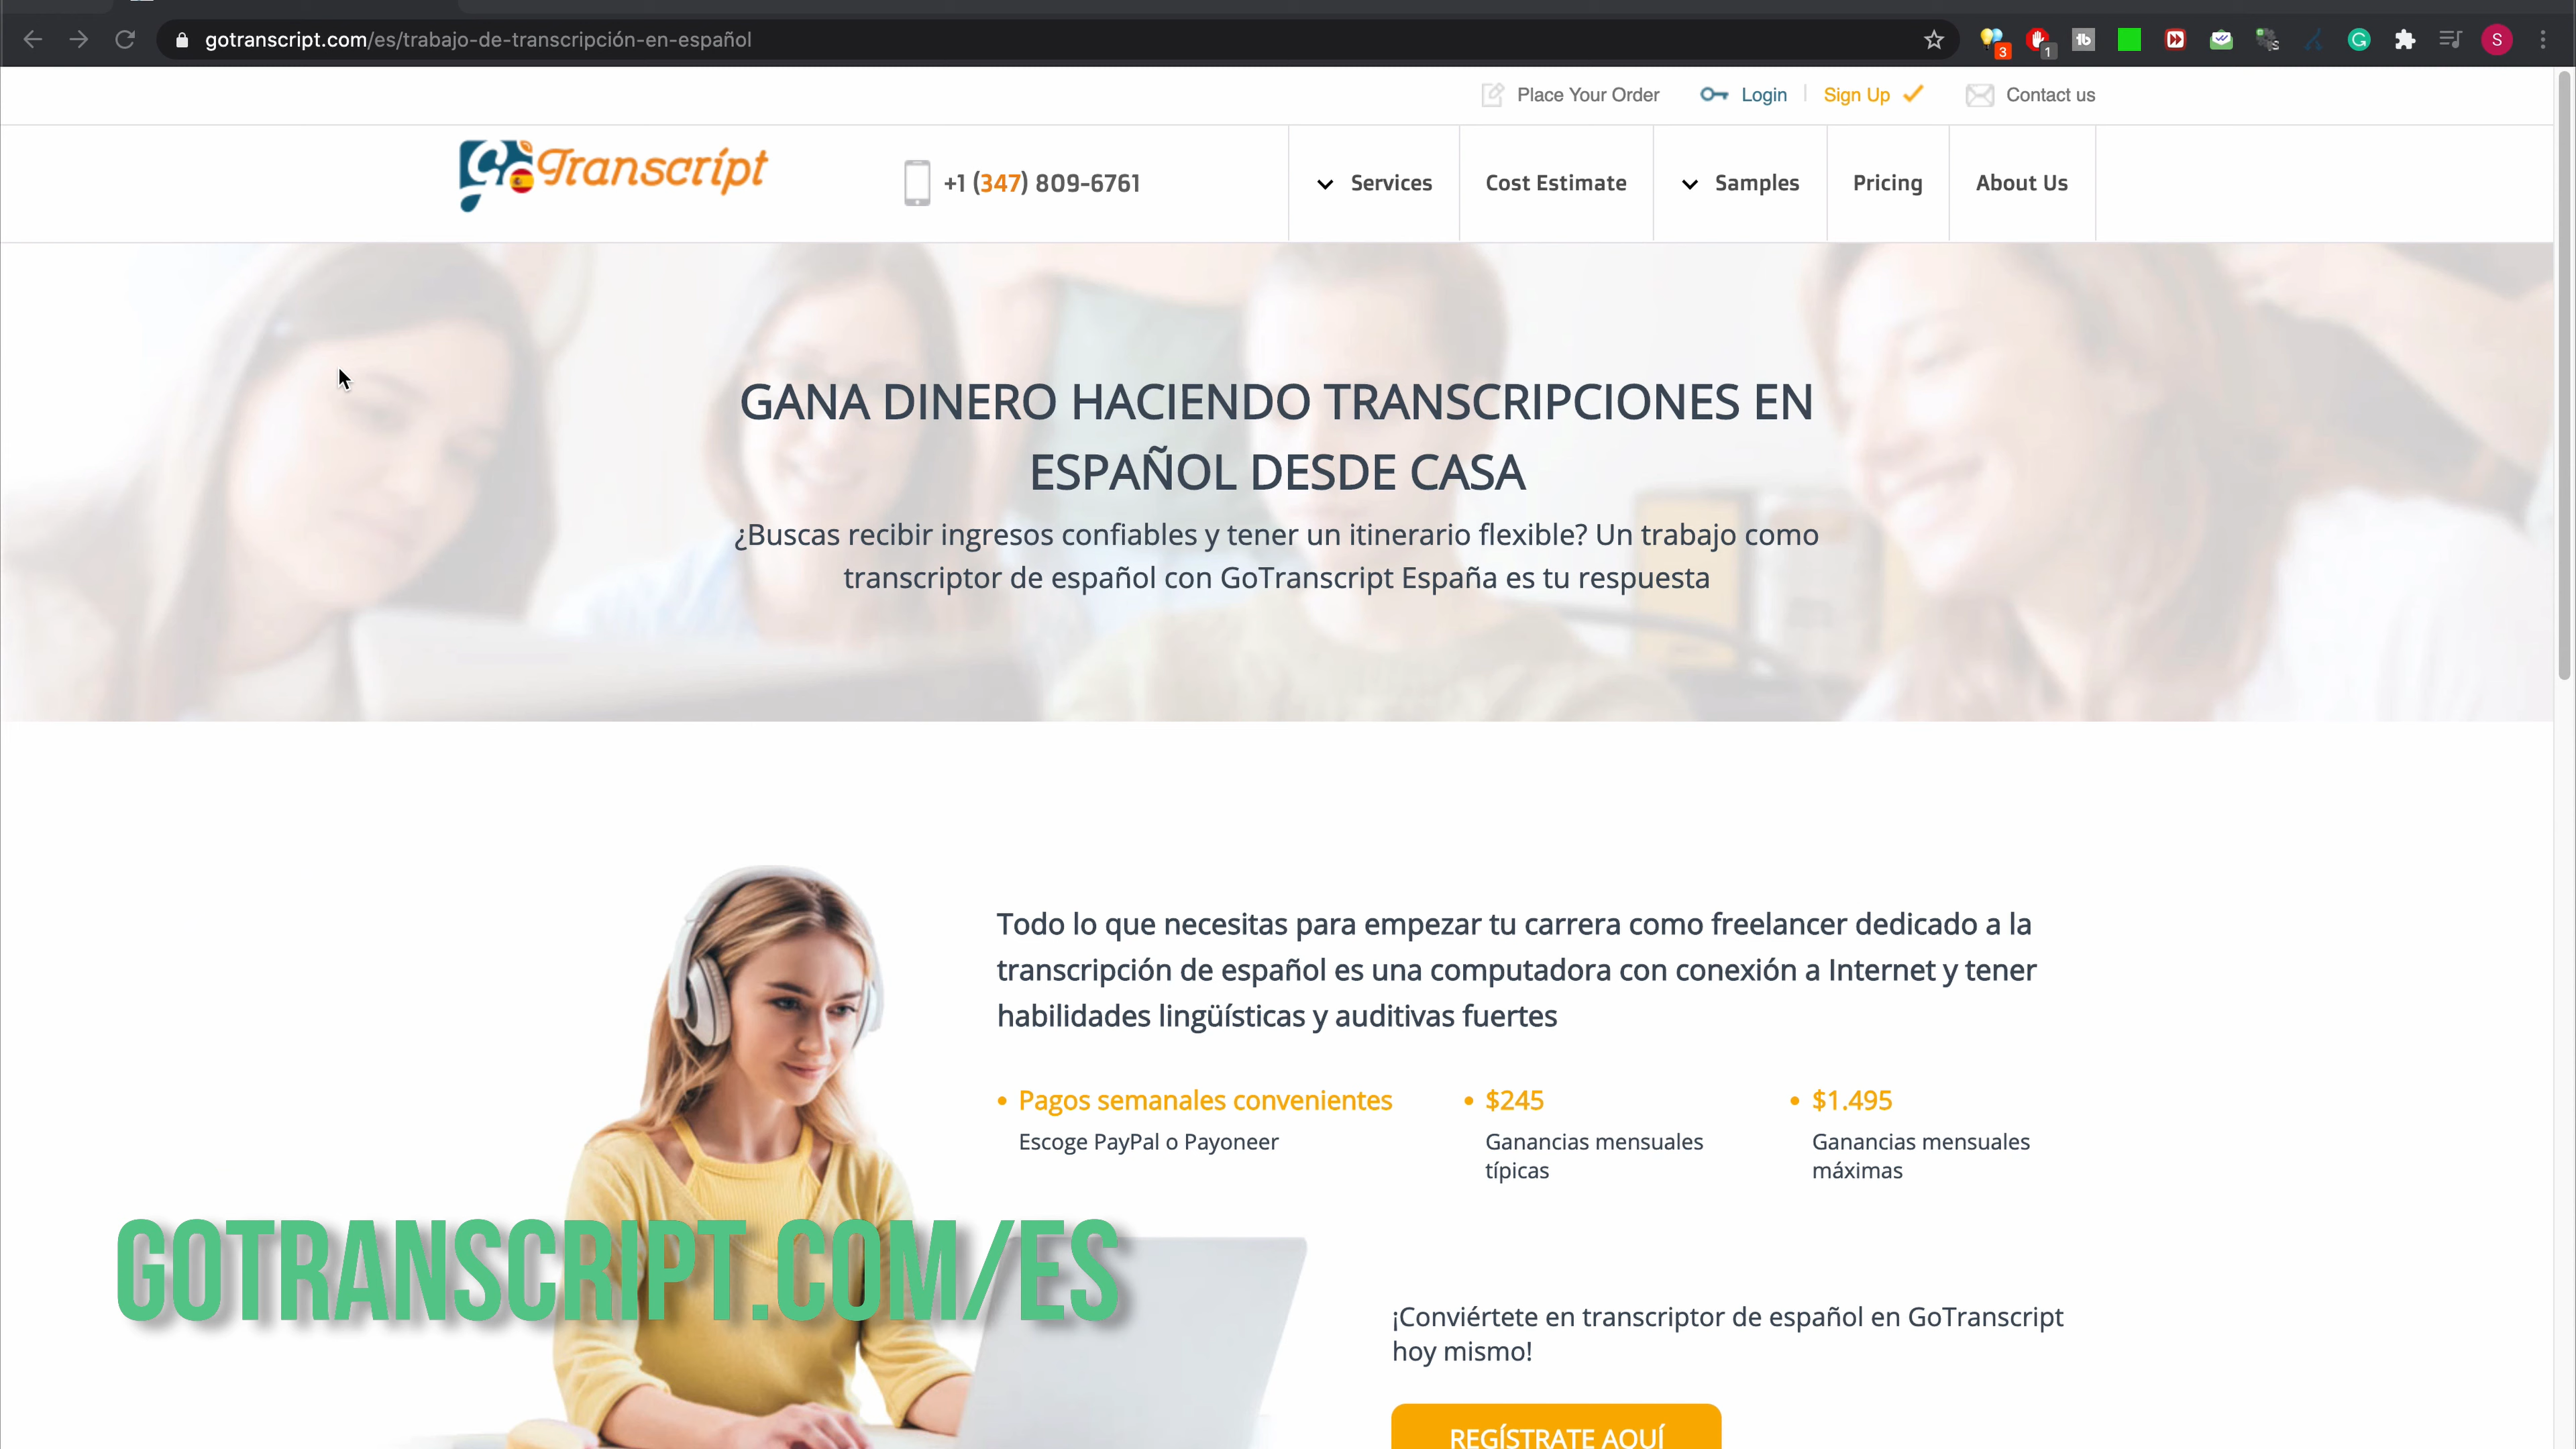 gotranscript.com/es/trabajo-de-transcripción-en-español
3
1
tb
G
S
Place Your Order
Login
Sign Up
Contact us
GoTranscript
+1 (347) 809-6761
Services
Cost Estimate
Samples
Pricing
About Us
GANA DINERO HACIENDO TRANSCRIPCIONES EN
ESPAÑOL DESDE CASA
¿Buscas recibir ingresos confiables y tener un itinerario flexible? Un trabajo como
transcriptor de español con GoTranscript España es tu respuesta
Todo lo que necesitas para empezar tu carrera como freelancer dedicado a la
transcripción de español es una computadora con conexión a Internet y tener
habilidades lingüísticas y auditivas fuertes
• Pagos semanales convenientes
Escoge PayPal o Payoneer
• $245
Ganancias mensuales
típicas
• $1.495
Ganancias mensuales
máximas
GOTRANSCRIPT.COM/ES
¡Conviértete en transcriptor de español en GoTranscript
hoy mismo!
REGÍSTRATE AQUÍ